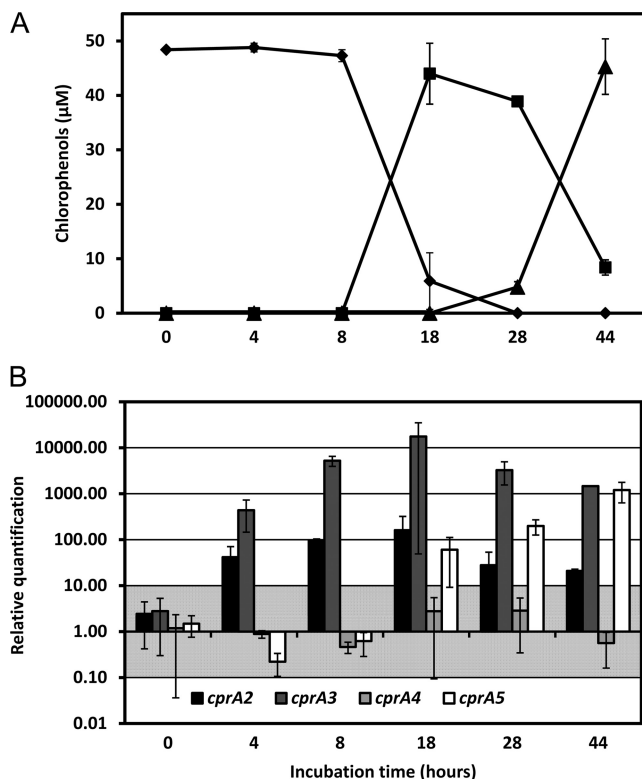 A
Chlorophenols (µM)
50
40
30
20
10
0
0 4 8 18 28 44
B
Relative quantification
100000.00
10000.00
1000.00
100.00
10.00
1.00
0.10
0.01
cprA2 cprA3 cprA4 cprA5
0 4 8 18 28 44
Incubation time (hours)